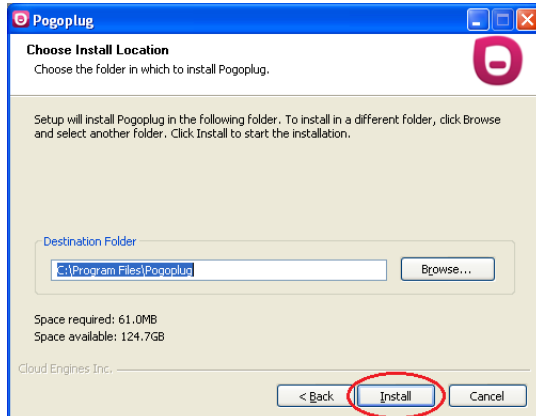 Pogoplug
Choose Install Location
Choose the folder in which to install Pogoplug.
Setup will install Pogoplug in the following folder. To install in a different folder, click Browse
and select another folder. Click Install to start the installation.
Destination Folder
C:\Program Files\Pogoplug
Browse...
Space required: 61.0MB
Space available: 124.7GB
Cloud Engines Inc.
< Back
Install
Cancel